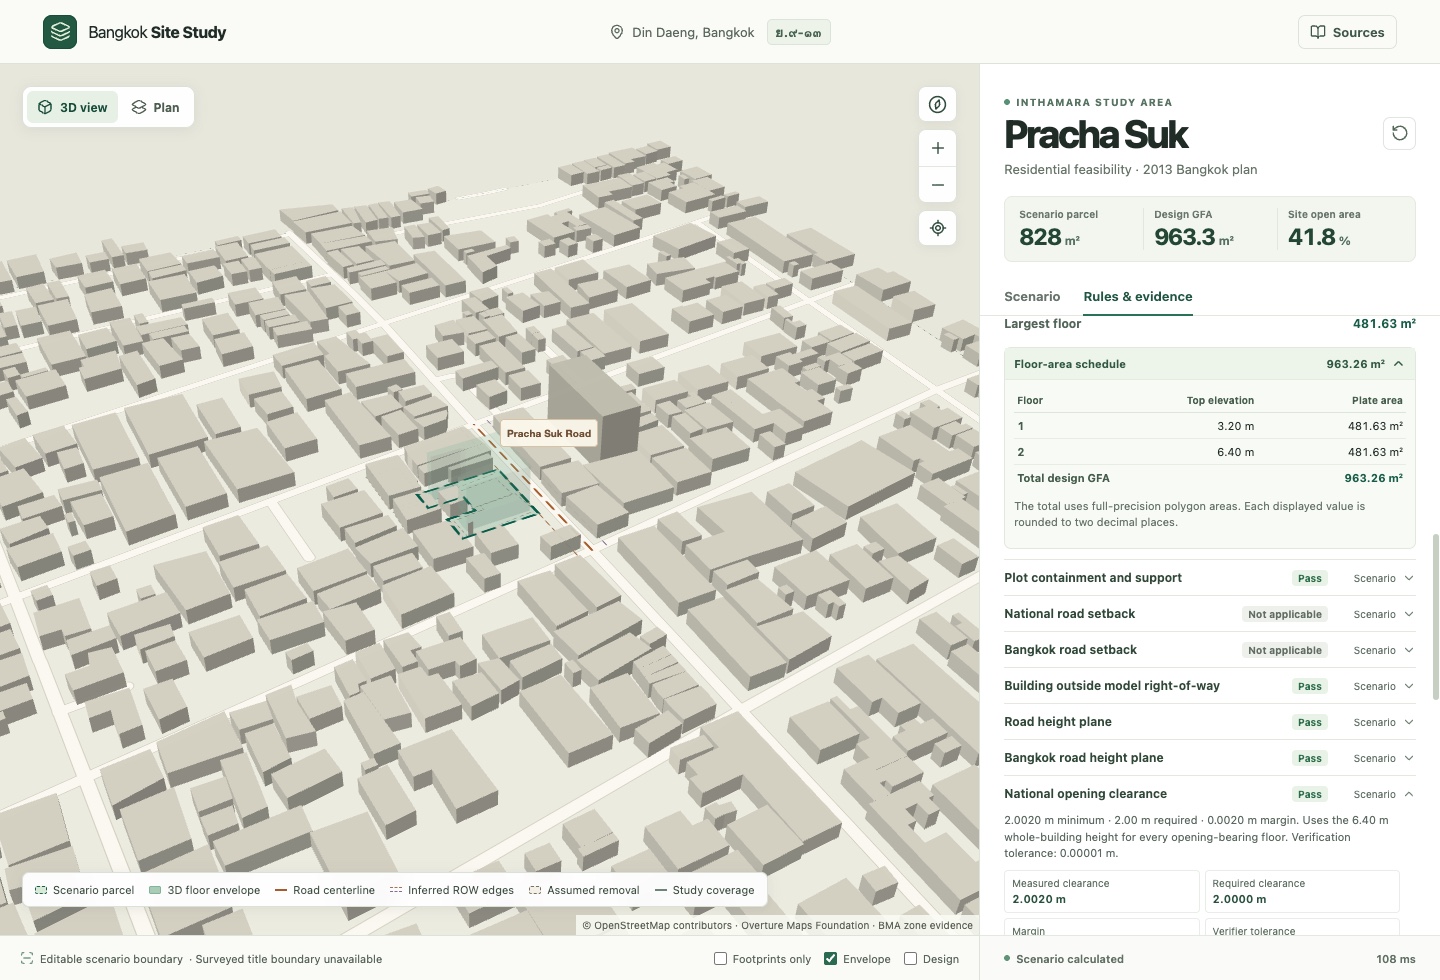 Bangkok Site Study
Din Daeng, Bangkok
ย.๙-๑๓
Sources
3D view
Plan
Pracha Suk Road
Scenario parcel
3D floor envelope
Road centerline
Inferred ROW edges
Assumed removal
Study coverage
© OpenStreetMap contributors · Overture Maps Foundation · BMA zone evidence
Editable scenario boundary · Surveyed title boundary unavailable
Footprints only
Envelope
Design
INTHAMARA STUDY AREA
Pracha Suk
Residential feasibility · 2013 Bangkok plan
Scenario parcel
828 m²
Design GFA
963.3 m²
Site open area
41.8 %
Scenario
Rules & evidence
Largest floor 481.63 m²
Floor-area schedule 963.26 m²
Floor Top elevation Plate area
1 3.20 m 481.63 m²
2 6.40 m 481.63 m²
Total design GFA 963.26 m²
The total uses full-precision polygon areas. Each displayed value is
rounded to two decimal places.
Plot containment and support Pass Scenario
National road setback Not applicable Scenario
Bangkok road setback Not applicable Scenario
Building outside model right-of-way Pass Scenario
Road height plane Pass Scenario
Bangkok road height plane Pass Scenario
National opening clearance Pass Scenario
2.0020 m minimum · 2.00 m required · 0.0020 m margin. Uses the 6.40 m
whole-building height for every opening-bearing floor. Verification
tolerance: 0.00001 m.
Measured clearance
2.0020 m
Required clearance
2.0000 m
Margin
Verifier tolerance
Scenario calculated 108 ms